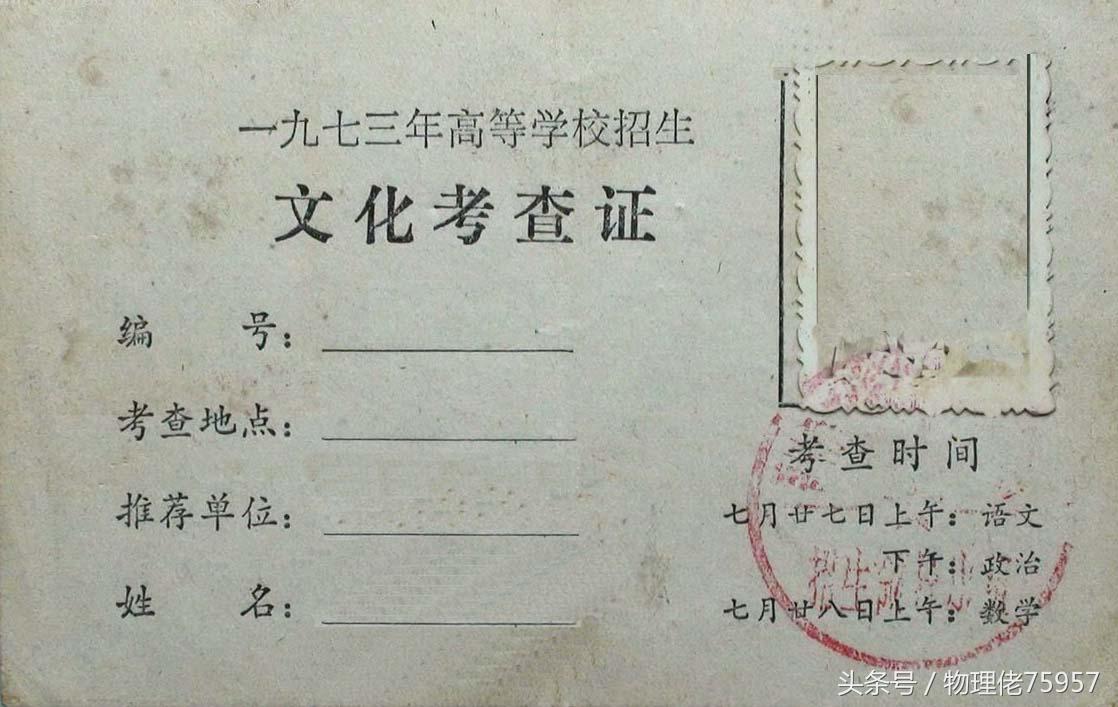 一九七三年高等学校招生
文化考查证
编 号：
考查地点：
推荐单位：
姓 名：
考查时间
七月廿七日上午：语文
下午：政治
七月廿八日上午：数学
头条号 / 物理佬75957